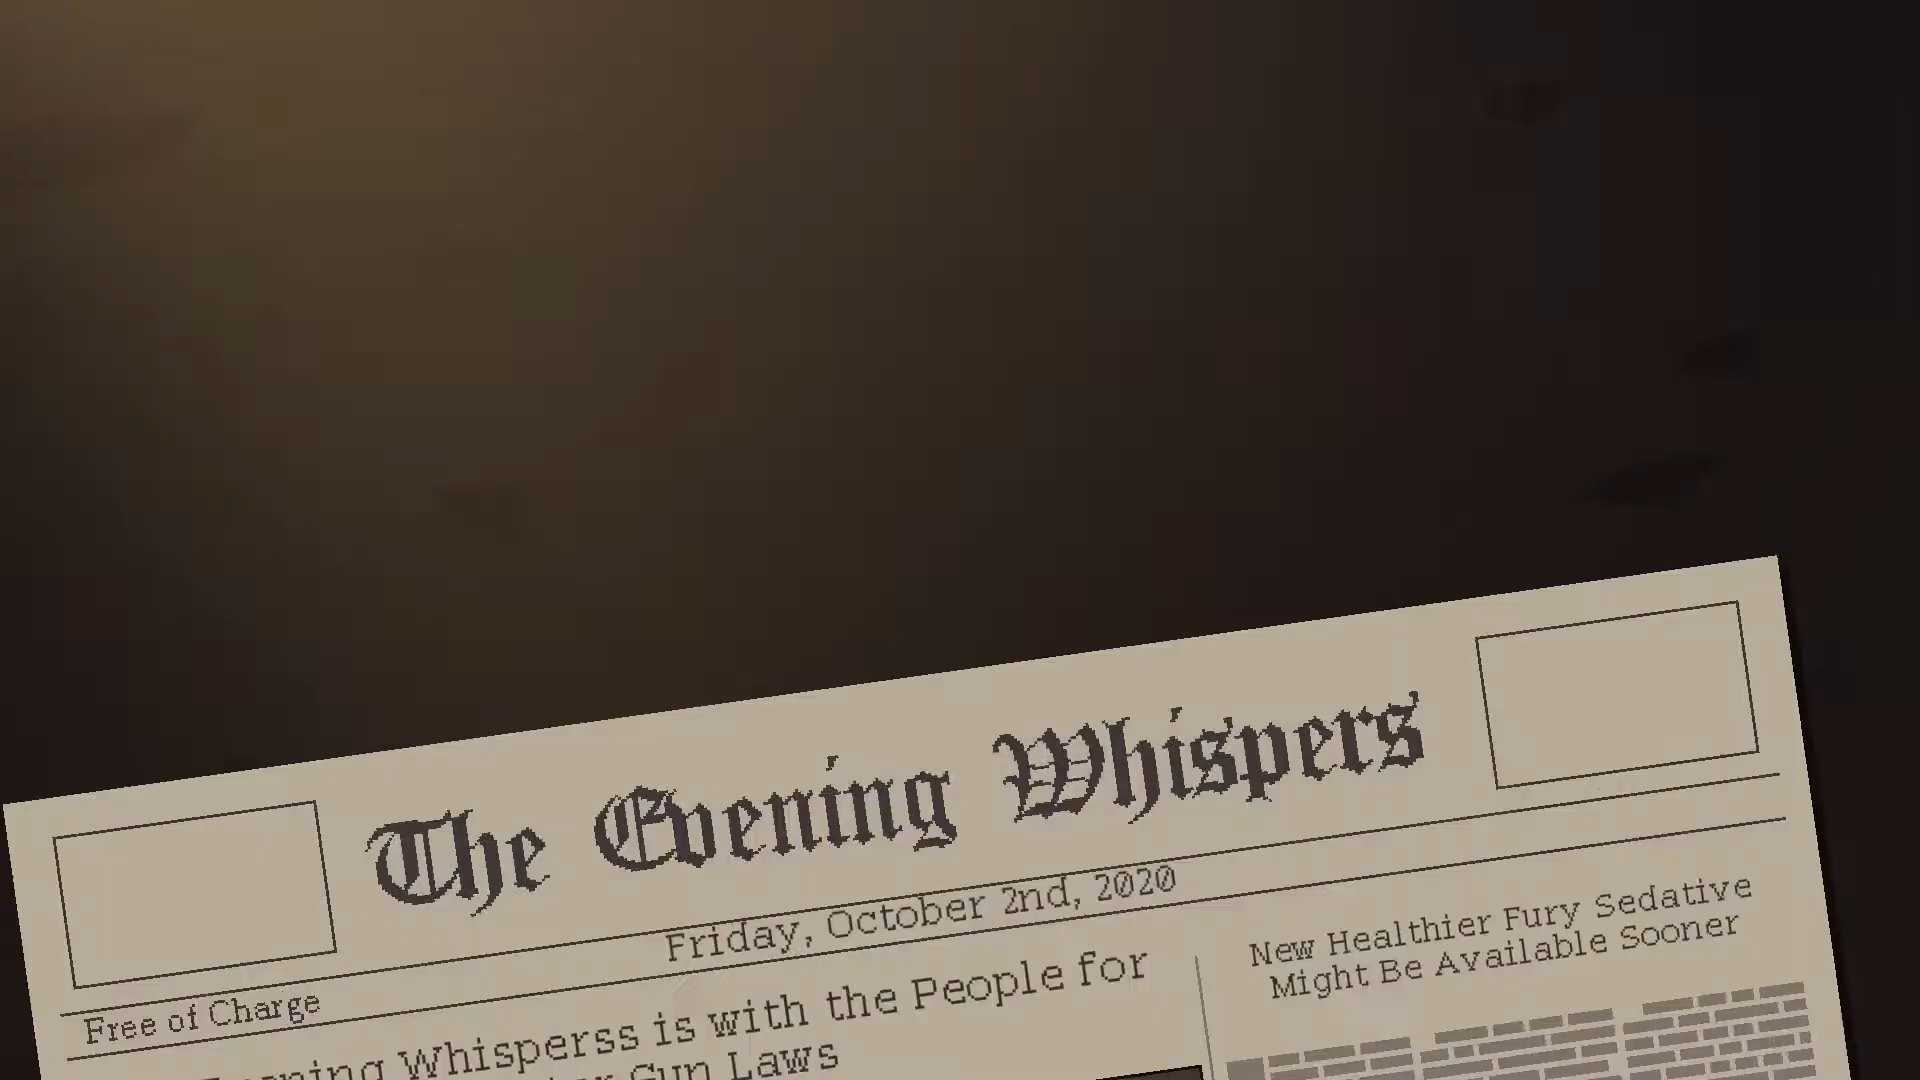 The Evening Whispers
Friday, October 2nd, 2020
Free of Charge
Whisperss is with the People for
Gun Laws
New Healthier Fury Sedative
Might Be Available Sooner